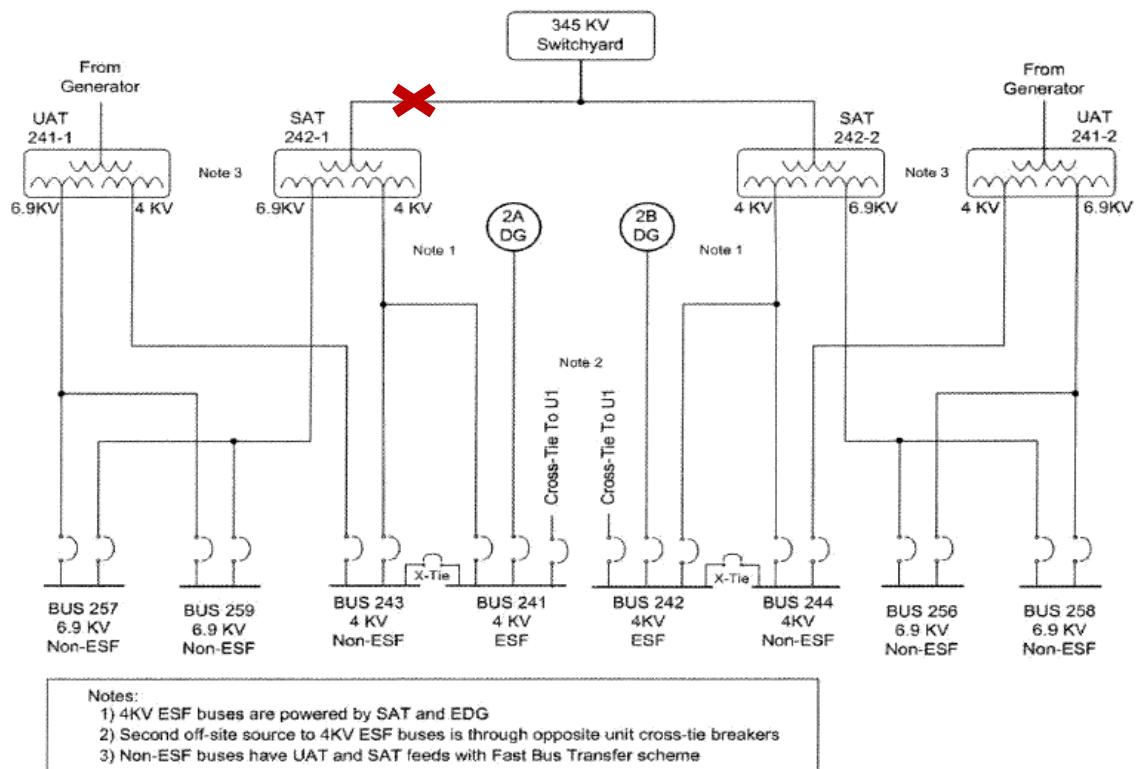 345 KV
Switchyard
From
Generator
From
Generator
UAT
241-1
SAT
242-1
SAT
242-2
UAT
241-2
Note 3
Note 3
6.9KV
4 KV
6.9KV
4 KV
4 KV
6.9KV
4 KV
6.9KV
2A
DG
2B
DG
Note 1
Note 1
Note 2
Cross-Tie To U1
Cross-Tie To U1
X-Tie
X-Tie
BUS 257
6.9 KV
Non-ESF
BUS 259
6.9 KV
Non-ESF
BUS 243
4 KV
Non-ESF
BUS 241
4 KV
ESF
BUS 242
4KV
ESF
BUS 244
4KV
Non-ESF
BUS 256
6.9 KV
Non-ESF
BUS 258
6.9 KV
Non-ESF
Notes:
1) 4KV ESF buses are powered by SAT and EDG
2) Second off-site source to 4KV ESF buses is through opposite unit cross-tie breakers
3) Non-ESF buses have UAT and SAT feeds with Fast Bus Transfer scheme